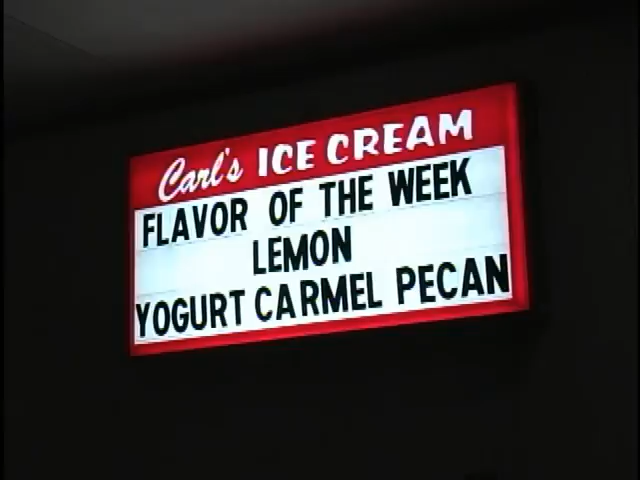 Carl's ICE CREAM
FLAVOR OF THE WEEK
LEMON
YOGURT CARMEL PECAN